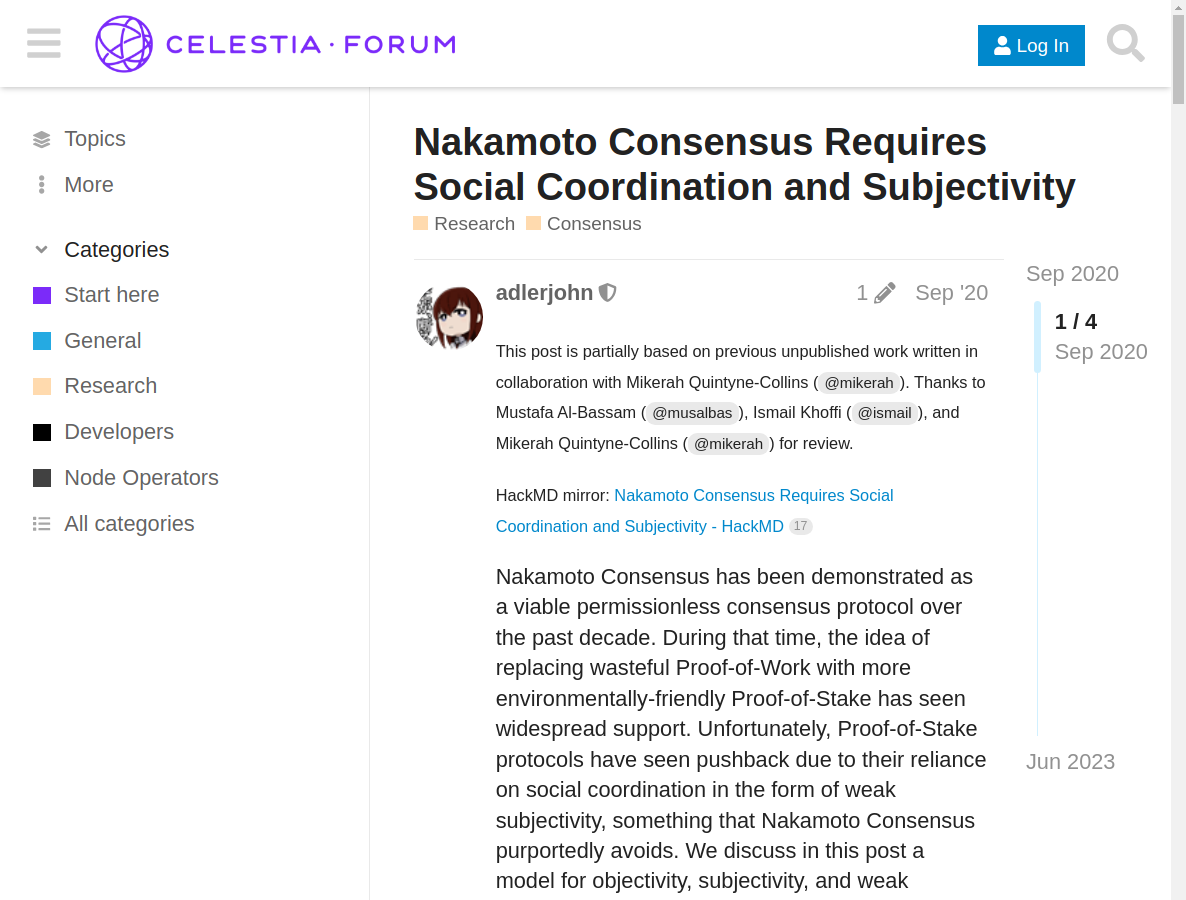 CELESTIA · FORUM
Log In
Topics
More
Categories
Start here
General
Research
Developers
Node Operators
All categories
Nakamoto Consensus Requires
Social Coordination and Subjectivity
Research Consensus
adlerjohn 1 Sep '20
This post is partially based on previous unpublished work written in
collaboration with Mikerah Quintyne-Collins (@mikerah). Thanks to
Mustafa Al-Bassam (@musalbas), Ismail Khoffi (@ismail), and
Mikerah Quintyne-Collins (@mikerah) for review.
HackMD mirror: Nakamoto Consensus Requires Social
Coordination and Subjectivity - HackMD 17
Nakamoto Consensus has been demonstrated as
a viable permissionless consensus protocol over
the past decade. During that time, the idea of
replacing wasteful Proof-of-Work with more
environmentally-friendly Proof-of-Stake has seen
widespread support. Unfortunately, Proof-of-Stake
protocols have seen pushback due to their reliance
on social coordination in the form of weak
subjectivity, something that Nakamoto Consensus
purportedly avoids. We discuss in this post a
model for objectivity, subjectivity, and weak
Sep 2020
1 / 4
Sep 2020
Jun 2023